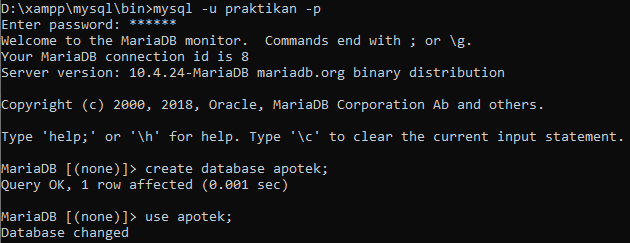 D:\xampp\mysql\bin>mysql -u praktikan -p
Enter password: ******
Welcome to the MariaDB monitor.  Commands end with ; or \g.
Your MariaDB connection id is 8
Server version: 10.4.24-MariaDB mariadb.org binary distribution
Copyright (c) 2000, 2018, Oracle, MariaDB Corporation Ab and others.
Type 'help;' or '\h' for help. Type '\c' to clear the current input statement.
MariaDB [(none)]> create database apotek;
Query OK, 1 row affected (0.001 sec)
MariaDB [(none)]> use apotek;
Database changed